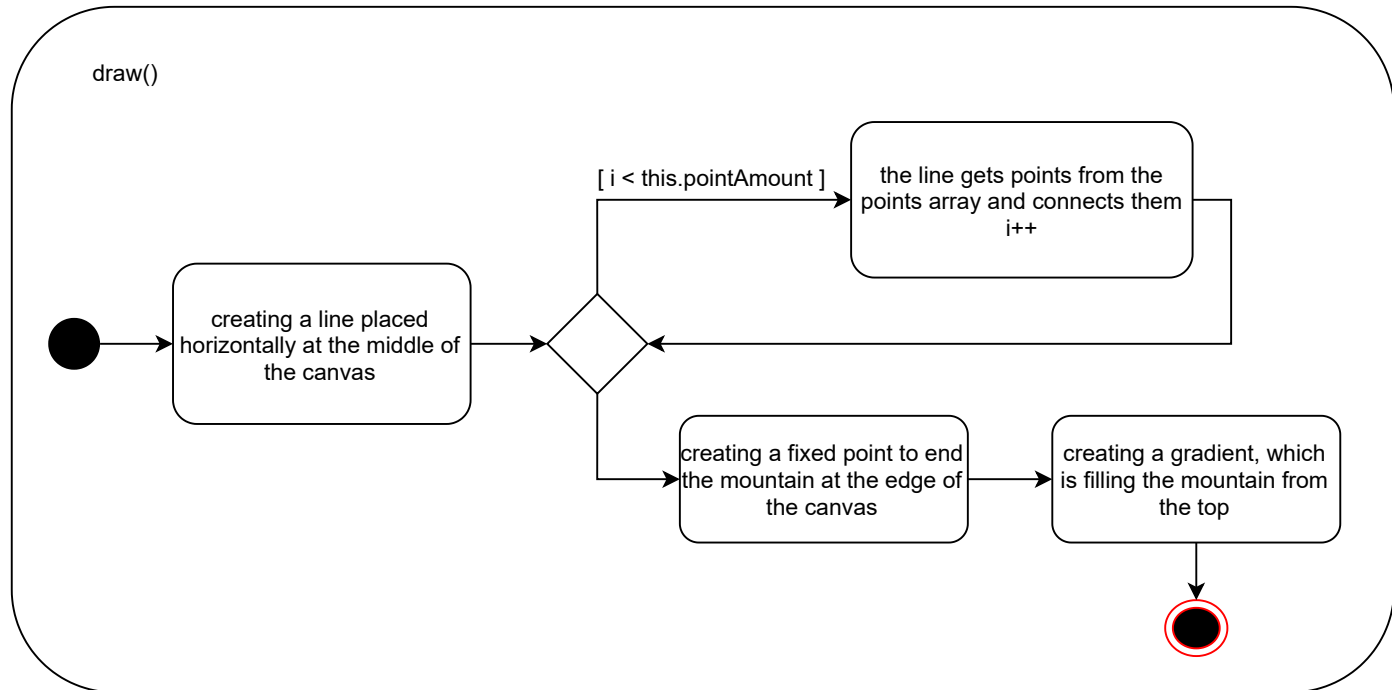 draw()
[ i < this.pointAmount ]
the line gets points from the
points array and connects them
i++
creating a line placed
horizontally at the middle of
the canvas
creating a fixed point to end
the mountain at the edge of
the canvas
creating a gradient, which
is filling the mountain from
the top